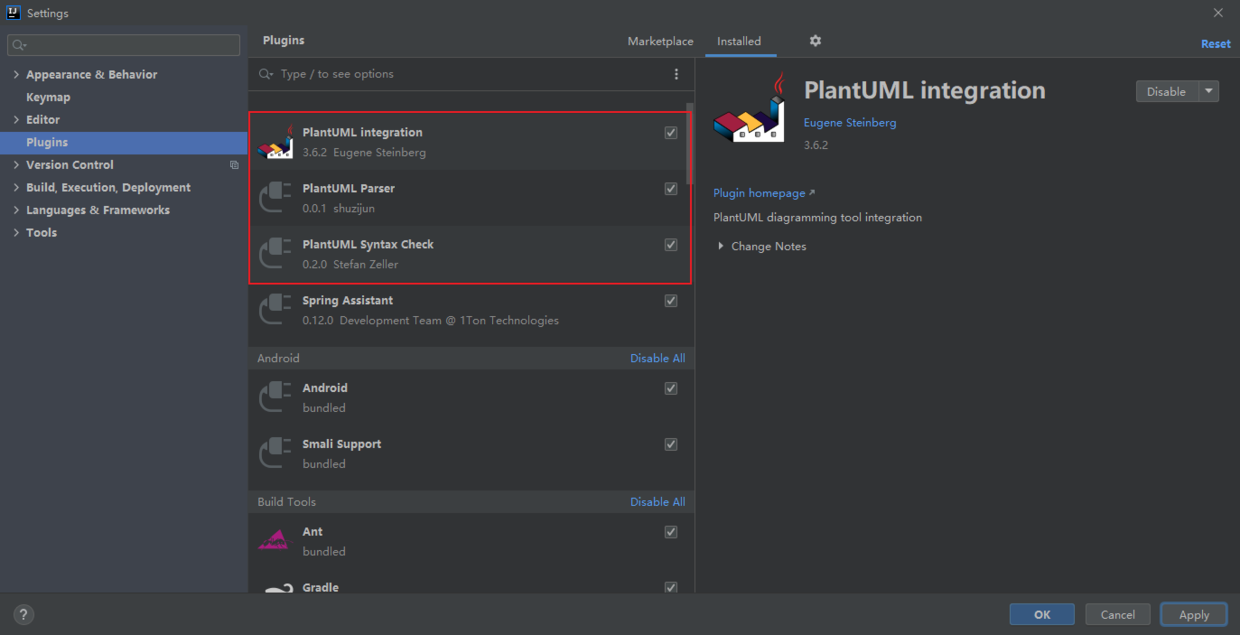 Settings
Appearance & Behavior
Keymap
Editor
Plugins
Version Control
Build, Execution, Deployment
Languages & Frameworks
Tools
Plugins
Marketplace
Installed
Reset
Type / to see options
PlantUML integration
3.6.2 Eugene Steinberg
PlantUML Parser
0.0.1 shuzijun
PlantUML Syntax Check
0.2.0 Stefan Zeller
Spring Assistant
0.12.0 Development Team @ 1Ton Technologies
Android Disable All
Android
bundled
Smali Support
bundled
Build Tools Disable All
Ant
bundled
Gradle
PlantUML integration
Disable
Eugene Steinberg
3.6.2
Plugin homepage
PlantUML diagramming tool integration
Change Notes
?
OK
Cancel
Apply